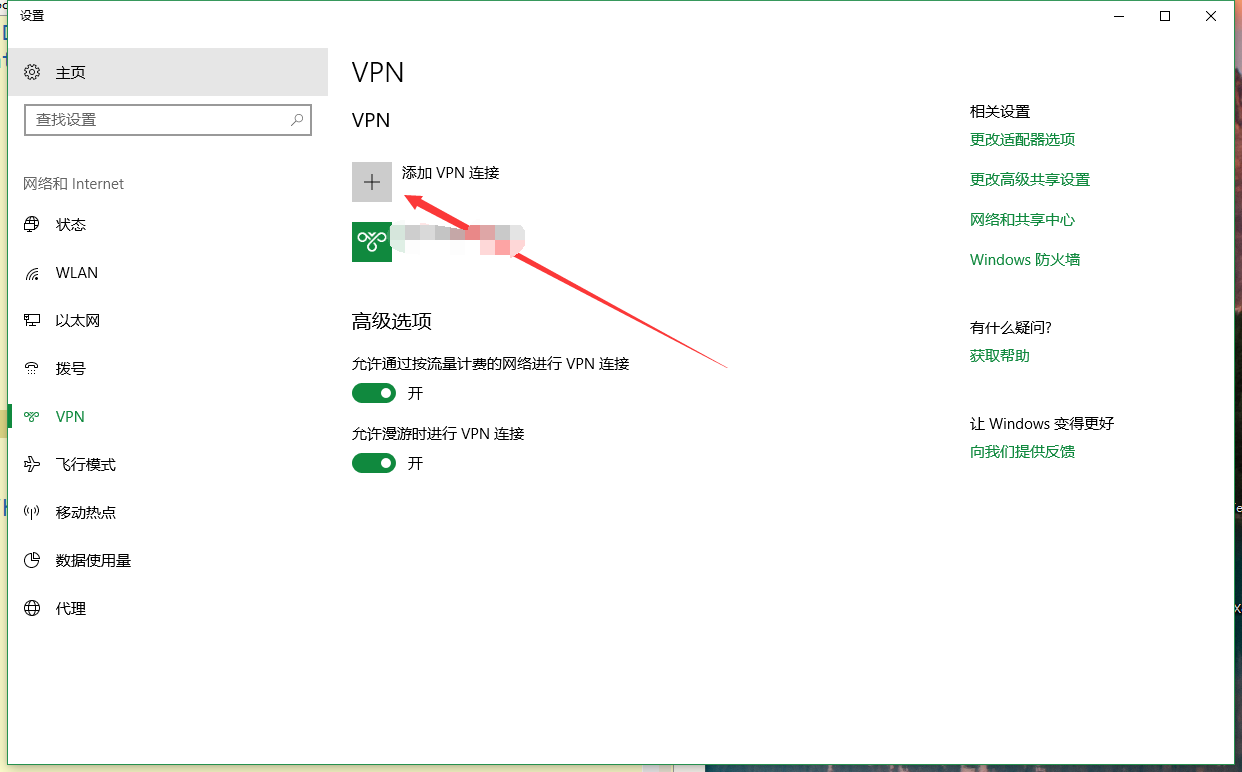 设置
主页
查找设置
网络和 Internet
状态
WLAN
以太网
拨号
VPN
飞行模式
移动热点
数据使用量
代理
VPN
VPN
添加 VPN 连接
高级选项
允许通过按流量计费的网络进行 VPN 连接
开
允许漫游时进行 VPN 连接
开
相关设置
更改适配器选项
更改高级共享设置
网络和共享中心
Windows 防火墙
有什么疑问?
获取帮助
让 Windows 变得更好
向我们提供反馈